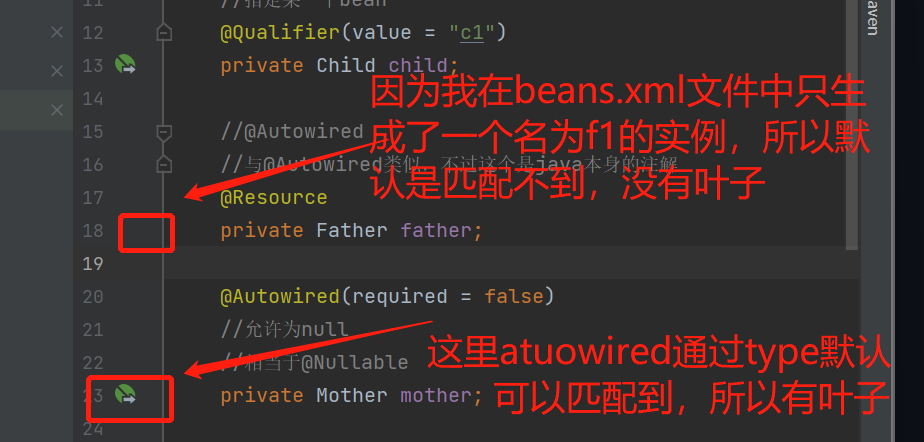 11 //指定某一个bean
12 @Qualifier(value = "c1")
13 private Child child;
因为我在beans.xml文件中只生
14
成了一个名为f1的实例，所以默
15 //@Autowired
16 //与@Autowired类似，不过这个是java本身的注解
认是匹配不到，没有叶子
17 @Resource
18 private Father father;
19
20 @Autowired(required = false)
21 //允许为null
22 //相当于@Nullable
这里atuowired通过type默认
23 private Mother mother;
可以匹配到，所以有叶子
24
aven